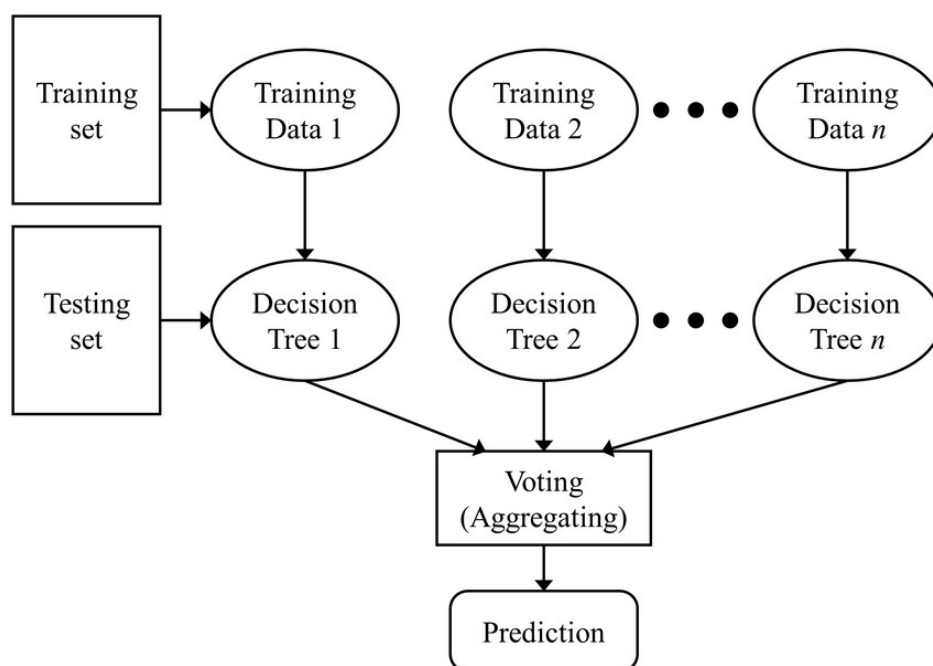 Training
set
Training
Data 1
Training
Data 2
Training
Data n
Testing
set
Decision
Tree 1
Decision
Tree 2
Decision
Tree n
Voting
(Aggregating)
Prediction